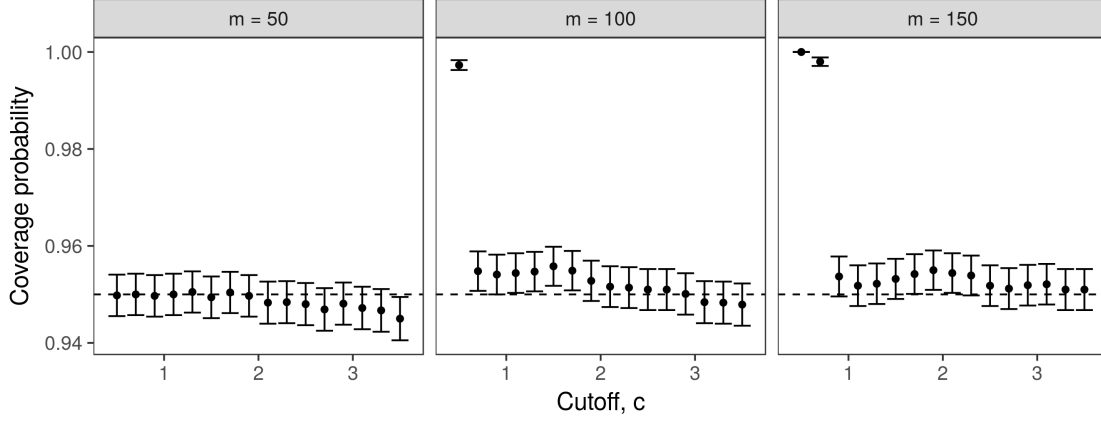 m = 50
m = 100
m = 150
Coverage probability
1.00
0.98
0.96
0.94
1 2 3
1 2 3
1 2 3
Cutoff, c